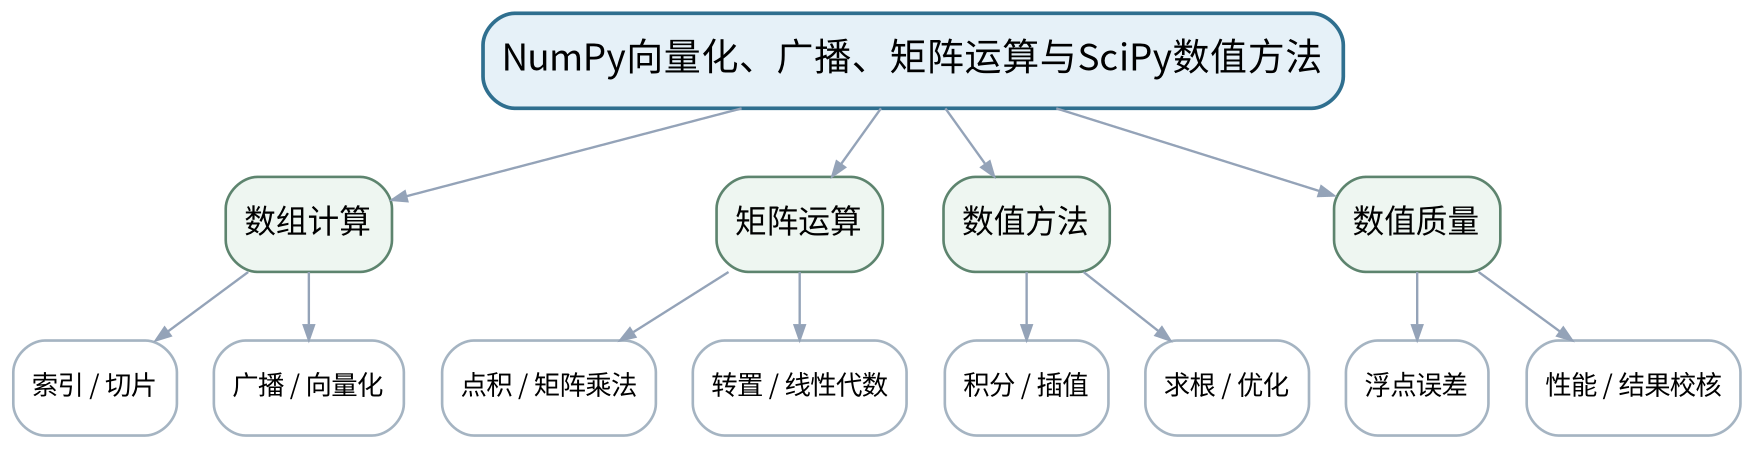 NumPy向量化、广播、矩阵运算与SciPy数值方法
数组计算
矩阵运算
数值方法
数值质量
索引 / 切片
广播 / 向量化
点积 / 矩阵乘法
转置 / 线性代数
积分 / 插值
求根 / 优化
浮点误差
性能 / 结果校核